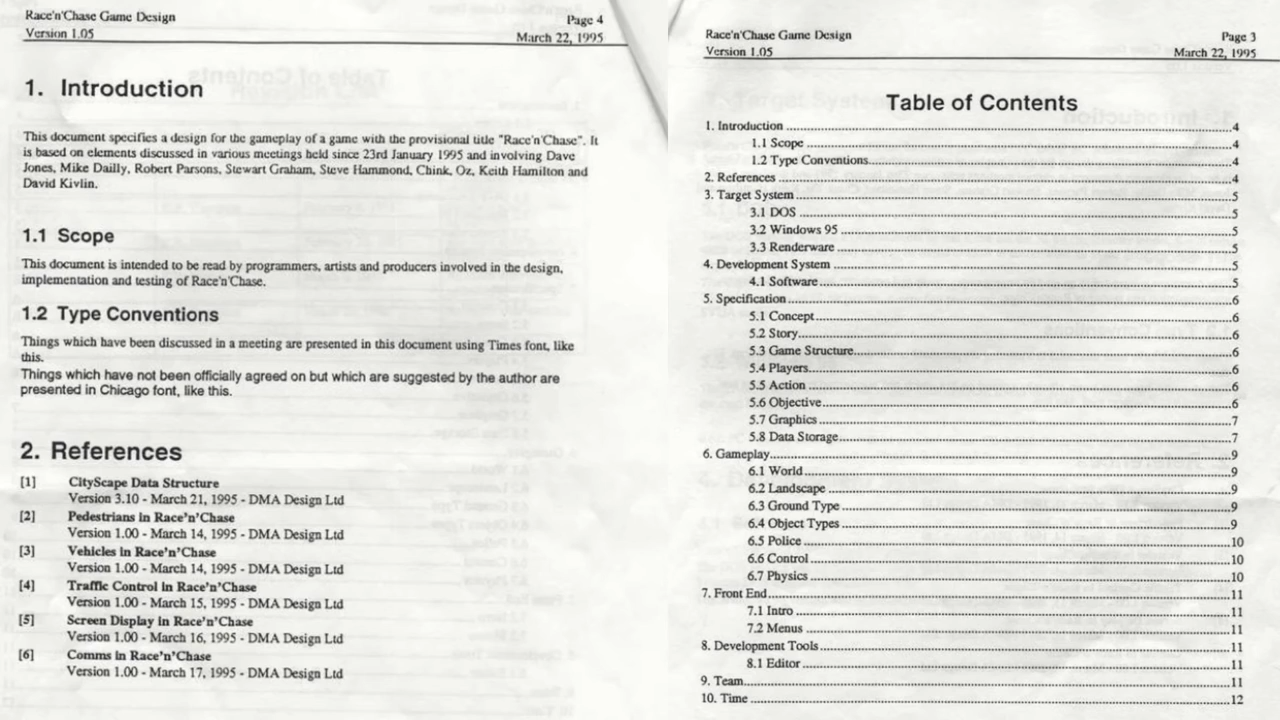 Race'n'Chase Game Design
Page 4
Version 1.05
March 22, 1995
1. Introduction
This document specifies a design for the gameplay of a game with the provisional title "Race'n'Chase". It
is based on elements discussed in various meetings held since 23rd January 1995 and involving Dave
Jones, Mike Dailly, Robert Parsons, Stewart Graham, Steve Hammond, Chink, Oz, Keith Hamilton and
David Kivlin.
1.1 Scope
This document is intended to be read by programmers, artists and producers involved in the design,
implementation and testing of Race'n'Chase.
1.2 Type Conventions
Things which have been discussed in a meeting are presented in this document using Times font, like
this.
Things which have not been officially agreed on but which are suggested by the author are
presented in Chicago font, like this.
2. References
[1] CityScape Data Structure
Version 3.10 - March 21, 1995 - DMA Design Ltd
[2] Pedestrians in Race'n'Chase
Version 1.00 - March 14, 1995 - DMA Design Ltd
[3] Vehicles in Race'n'Chase
Version 1.00 - March 14, 1995 - DMA Design Ltd
[4] Traffic Control in Race'n'Chase
Version 1.00 - March 15, 1995 - DMA Design Ltd
[5] Screen Display in Race'n'Chase
Version 1.00 - March 16, 1995 - DMA Design Ltd
[6] Comms in Race'n'Chase
Version 1.00 - March 17, 1995 - DMA Design Ltd
Race'n'Chase Game Design
Page 3
Version 1.05
March 22, 1995
Table of Contents
1. Introduction ... 4
1.1 Scope ... 4
1.2 Type Conventions ... 4
2. References ... 4
3. Target System ... 5
3.1 DOS ... 5
3.2 Windows 95 ... 5
3.3 Renderware ... 5
4. Development System ... 5
4.1 Software ... 5
5. Specification ... 6
5.1 Concept ... 6
5.2 Story ... 6
5.3 Game Structure ... 6
5.4 Players ... 6
5.5 Action ... 6
5.6 Objective ... 6
5.7 Graphics ... 7
5.8 Data Storage ... 7
6. Gameplay ... 9
6.1 World ... 9
6.2 Landscape ... 9
6.3 Ground Type ... 9
6.4 Object Types ... 9
6.5 Police ... 10
6.6 Control ... 10
6.7 Physics ... 10
7. Front End ... 11
7.1 Intro ... 11
7.2 Menus ... 11
8. Development Tools ... 11
8.1 Editor ... 11
9. Team ... 11
10. Time ... 12